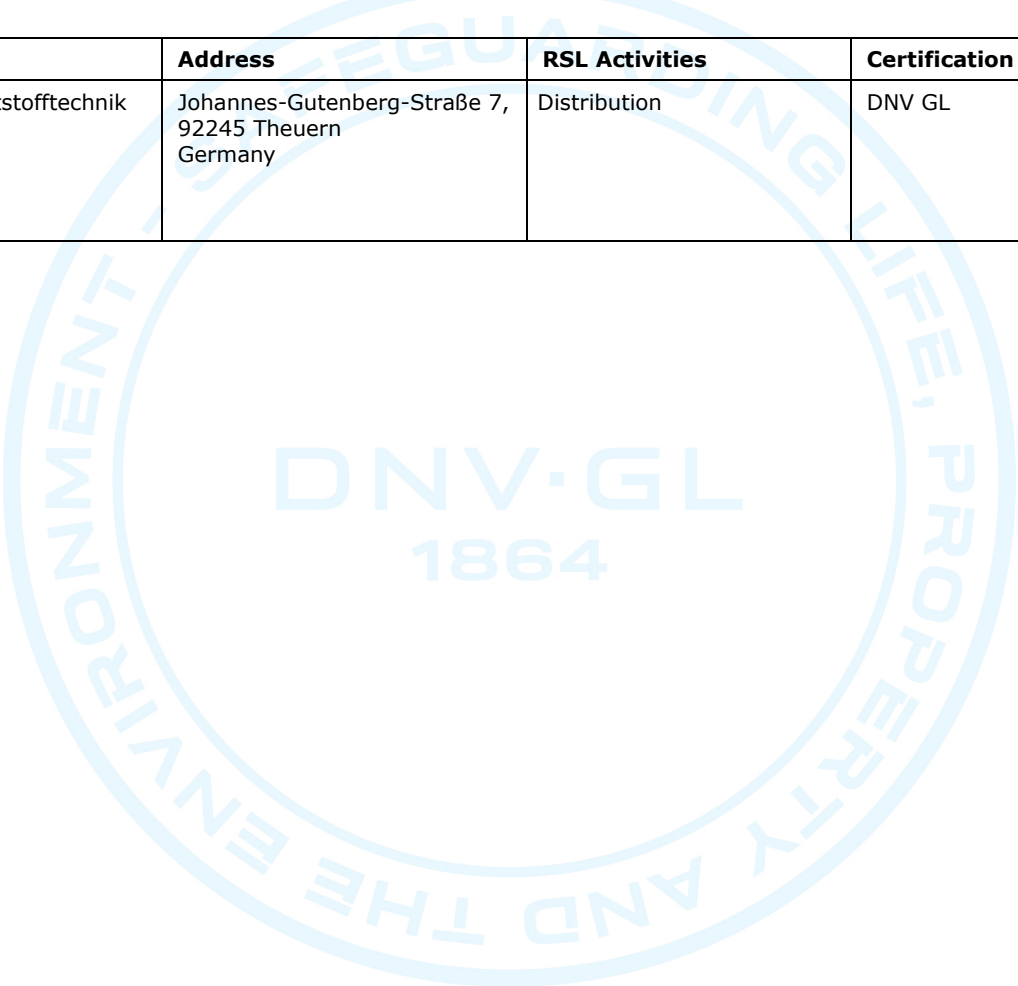 Address RSL Activities Certification
stofftechnik Johannes-Gutenberg-Straße 7, Distribution DNV GL
92245 Theuern
Germany
SAFEGUARDING LIFE, PROPERTY AND THE ENVIRONMENT
DNV·GL
1864